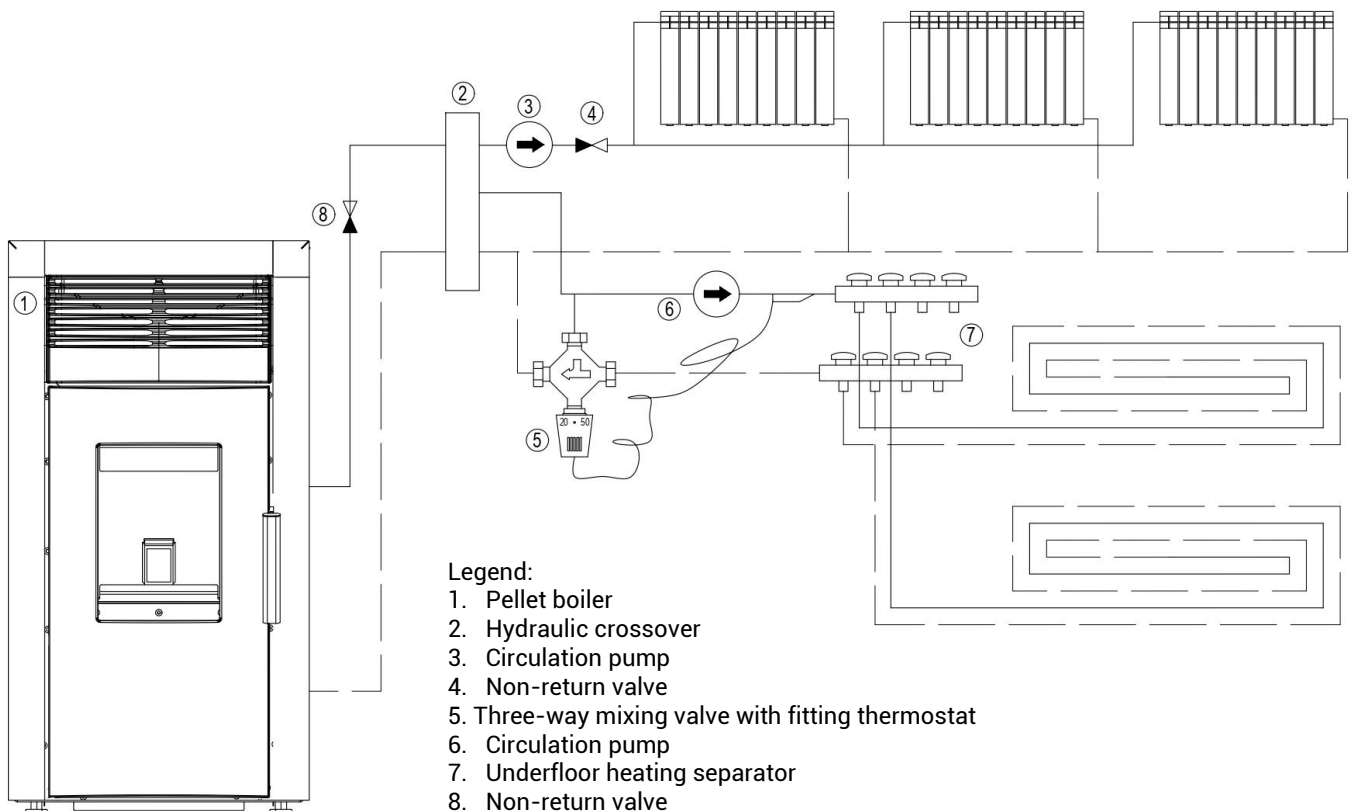 ②
③
④
⑧
①
⑥
⑦
20 • 50
⑤
Legend:
1. Pellet boiler
2. Hydraulic crossover
3. Circulation pump
4. Non-return valve
5. Three-way mixing valve with fitting thermostat
6. Circulation pump
7. Underfloor heating separator
8. Non-return valve